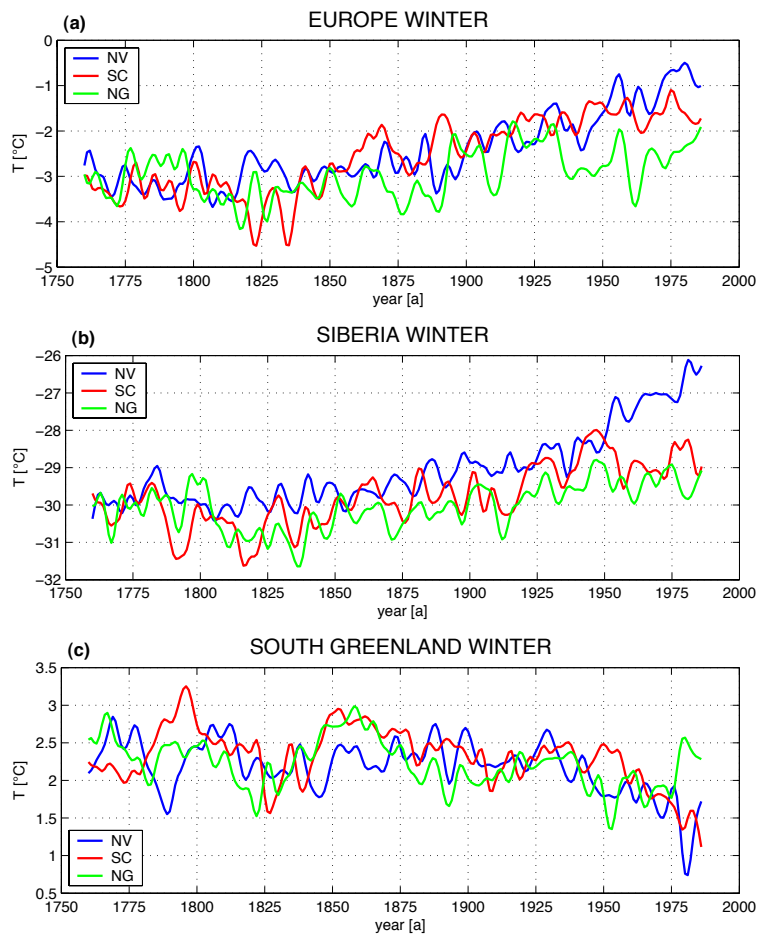 (a) EUROPE WINTER
0
−1
−2
−3
−4
−5
T [°C]
NV
SC
NG
1750 1775 1800 1825 1850 1875 1900 1925 1950 1975 2000
year [a]
(b) SIBERIA WINTER
−26
−27
−28
−29
−30
−31
−32
T [°C]
NV
SC
NG
1750 1775 1800 1825 1850 1875 1900 1925 1950 1975 2000
year [a]
(c) SOUTH GREENLAND WINTER
3.5
3
2.5
2
1.5
1
0.5
T [°C]
NV
SC
NG
1750 1775 1800 1825 1850 1875 1900 1925 1950 1975 2000
year [a]